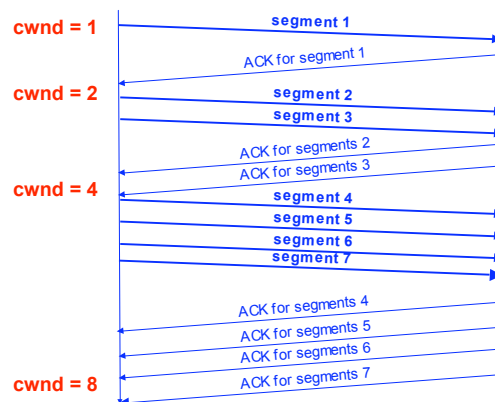 cwnd = 1
segment 1
ACK for segment 1
cwnd = 2
segment 2
segment 3
ACK for segments 2
ACK for segments 3
cwnd = 4
segment 4
segment 5
segment 6
segment 7
ACK for segments 4
ACK for segments 5
ACK for segments 6
ACK for segments 7
cwnd = 8